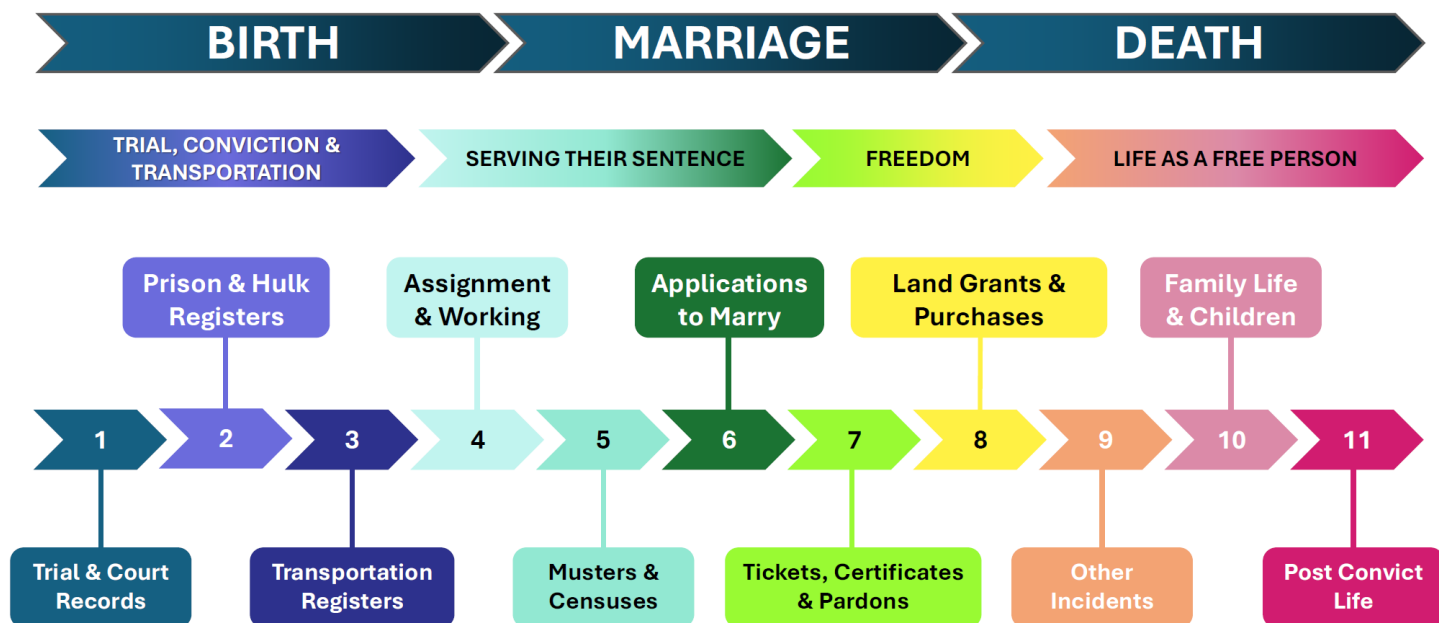 BIRTH
MARRIAGE
DEATH
TRIAL, CONVICTION &
TRANSPORTATION
SERVING THEIR SENTENCE
FREEDOM
LIFE AS A FREE PERSON
Prison & Hulk
Registers
Assignment
& Working
Applications
to Marry
Land Grants &
Purchases
Family Life
& Children
1
2
3
4
5
6
7
8
9
10
11
Trial & Court
Records
Transportation
Registers
Musters &
Censuses
Tickets, Certificates
& Pardons
Other
Incidents
Post Convict
Life